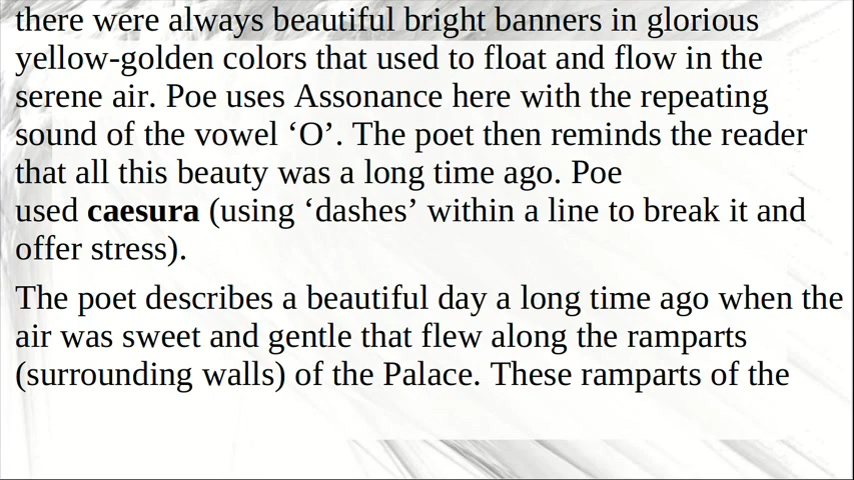 there were always beautiful bright banners in glorious
yellow-golden colors that used to float and flow in the
serene air. Poe uses Assonance here with the repeating
sound of the vowel ‘O’. The poet then reminds the reader
that all this beauty was a long time ago. Poe
used caesura (using ‘dashes’ within a line to break it and
offer stress).
The poet describes a beautiful day a long time ago when the
air was sweet and gentle that flew along the ramparts
(surrounding walls) of the Palace. These ramparts of the